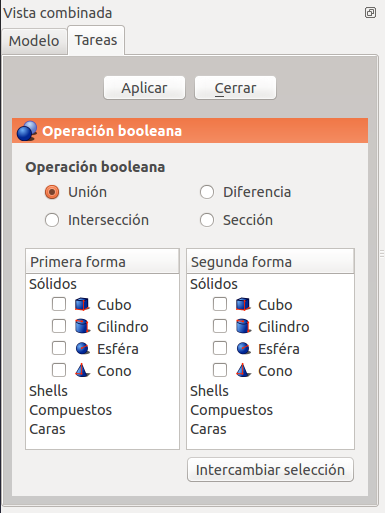 Vista combinada
Modelo Tareas
Aplicar Cerrar
Operación booleana
Operación booleana
Unión Diferencia
Intersección Sección
Primera forma Segunda forma
Sólidos Sólidos
Cubo Cubo
Cilindro Cilindro
Esféra Esféra
Cono Cono
Shells Shells
Compuestos Compuestos
Caras Caras
Intercambiar selección